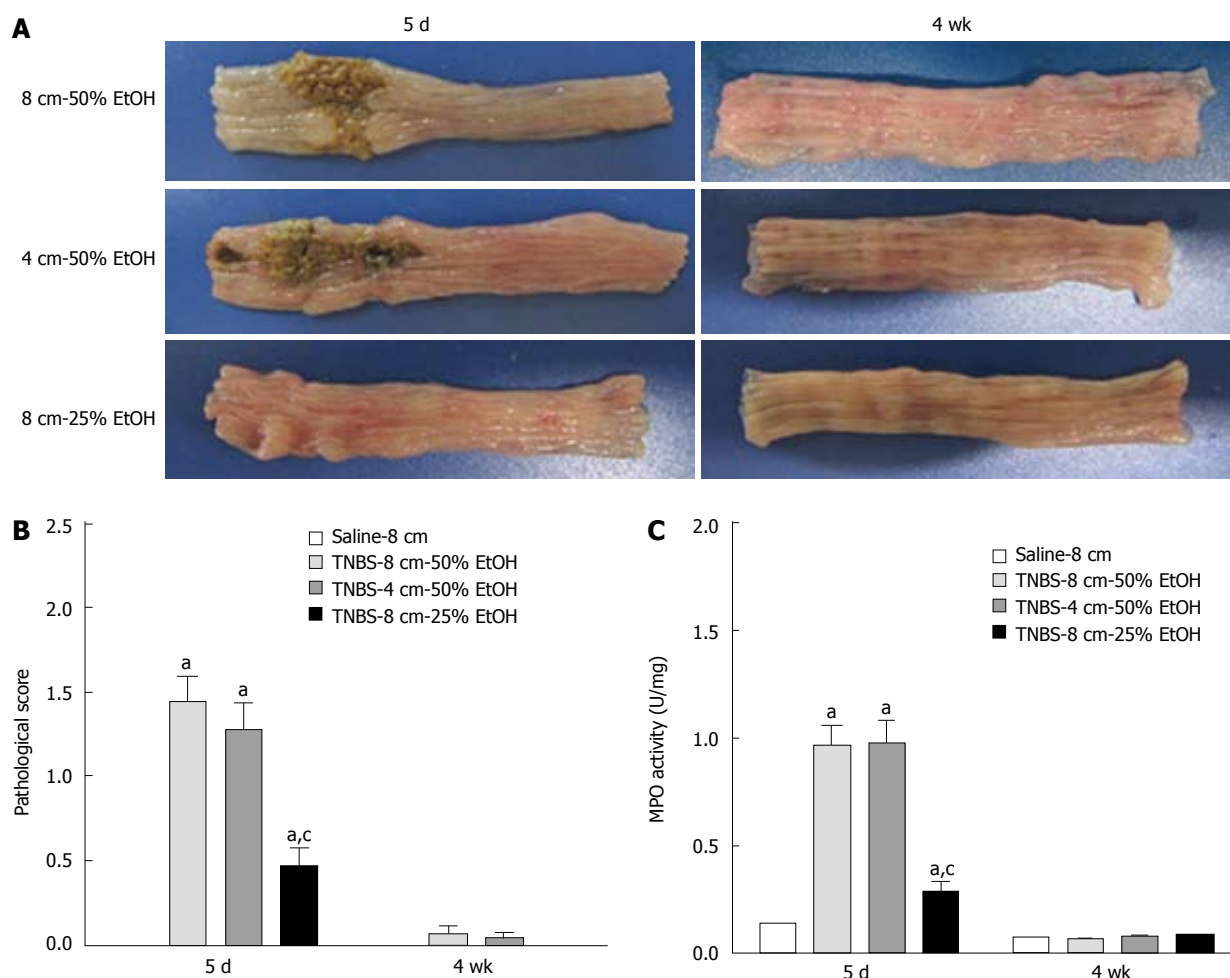 A
5 d
4 wk
8 cm-50% EtOH
4 cm-50% EtOH
8 cm-25% EtOH
B
2.5
2.0
1.5
1.0
0.5
0.0
Pathological score
Saline-8 cm
TNBS-8 cm-50% EtOH
TNBS-4 cm-50% EtOH
TNBS-8 cm-25% EtOH
a
a
a,c
5 d
4 wk
C
2.0
1.5
1.0
0.5
0.0
MPO activity (U/mg)
Saline-8 cm
TNBS-8 cm-50% EtOH
TNBS-4 cm-50% EtOH
TNBS-8 cm-25% EtOH
a
a
a,c
5 d
4 wk